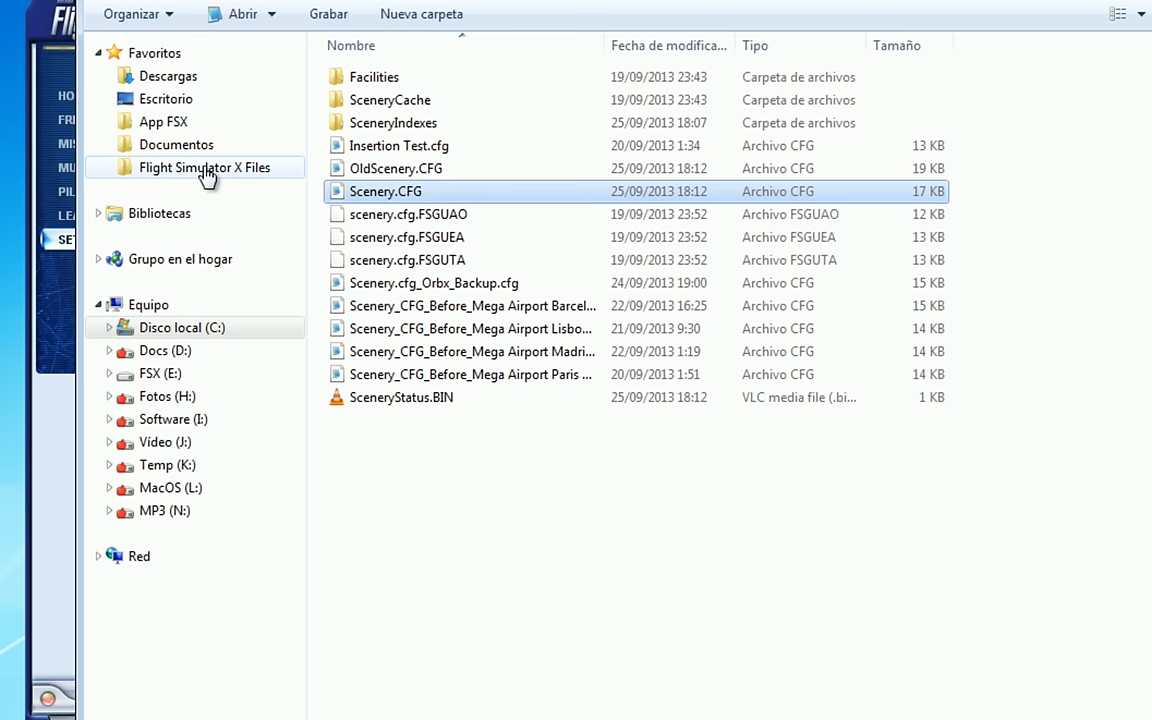 Organizar Abrir Grabar Nueva carpeta
Nombre Fecha de modifica... Tipo Tamaño
Favoritos
Descargas
Escritorio
App FSX
Documentos
Flight Simulator X Files
Bibliotecas
Grupo en el hogar
Equipo
Disco local (C:)
Docs (D:)
FSX (E:)
Fotos (H:)
Software (I:)
Vídeo (J:)
Temp (K:)
MacOS (L:)
MP3 (N:)
Red
Facilities 19/09/2013 23:43 Carpeta de archivos
SceneryCache 19/09/2013 23:43 Carpeta de archivos
SceneryIndexes 25/09/2013 18:07 Carpeta de archivos
Insertion Test.cfg 20/09/2013 1:34 Archivo CFG 13 KB
OldScenery.CFG 25/09/2013 18:12 Archivo CFG 19 KB
Scenery.CFG 25/09/2013 18:12 Archivo CFG 17 KB
scenery.cfg.FSGUAO 19/09/2013 23:52 Archivo FSGUAO 12 KB
scenery.cfg.FSGUEA 19/09/2013 23:52 Archivo FSGUEA 13 KB
scenery.cfg.FSGUTA 19/09/2013 23:52 Archivo FSGUTA 13 KB
Scenery.cfg_Orbx_Backup.cfg 24/09/2013 19:00 Archivo CFG 15 KB
Scenery_CFG_Before_Mega Airport Barcel... 22/09/2013 16:25 Archivo CFG 15 KB
Scenery_CFG_Before_Mega Airport Lisbo... 21/09/2013 9:30 Archivo CFG 14 KB
Scenery_CFG_Before_Mega Airport Madri... 22/09/2013 1:19 Archivo CFG 14 KB
Scenery_CFG_Before_Mega Airport Paris ... 20/09/2013 1:51 Archivo CFG 14 KB
SceneryStatus.BIN 25/09/2013 18:12 VLC media file (.bi... 1 KB
Fli
HO
FRI
MIS
MU
PIL
LEA
SET